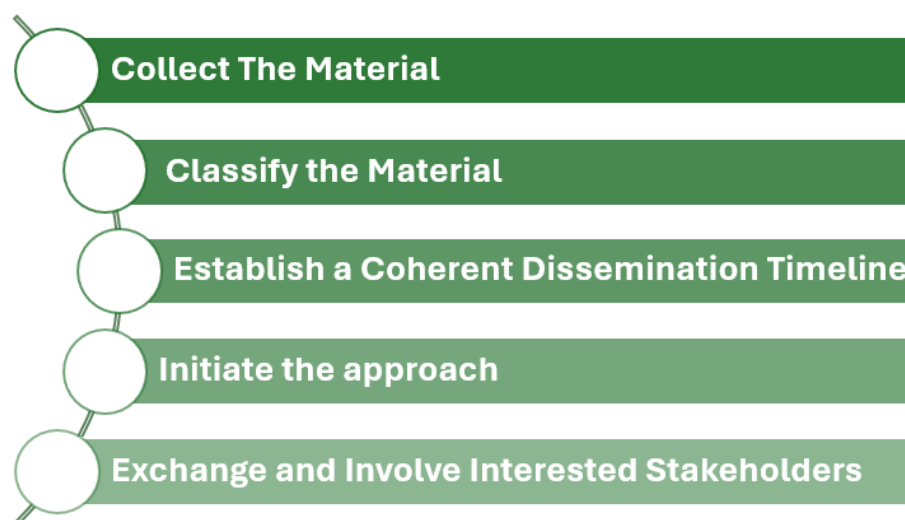 Collect The Material
Classify the Material
Establish a Coherent Dissemination Timeline
Initiate the approach
Exchange and Involve Interested Stakeholders